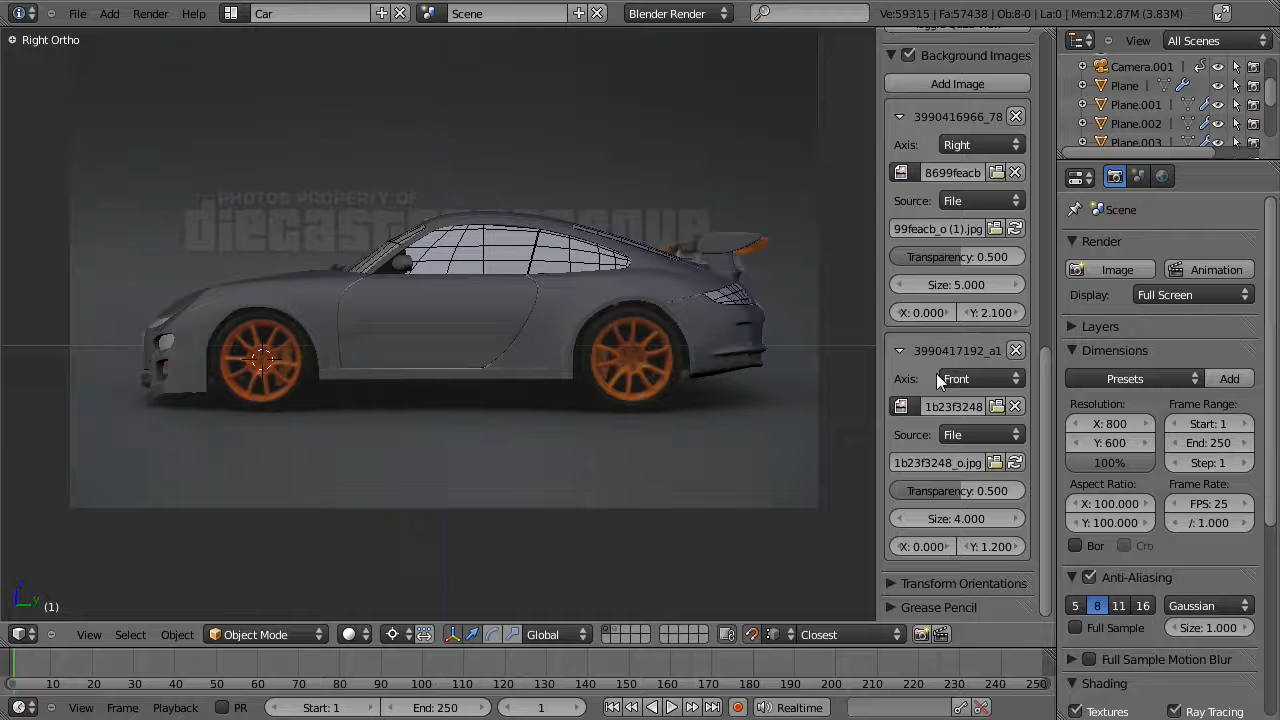 File Add Render Help Car Scene Blender Render Ve:59315 | Fa:57438 | Ob:8-0 | La:0 | Mem:12.87M (3.83M)
Right Ortho
Background Images
Add Image
3990416966_78
Axis: Right
8699feacb
Source: File
99feacb_o (1).jpg
Transparency: 0.500
Size: 5.000
X: 0.000 Y: 2.100
3990417192_a1
Axis: Front
1b23f3248
Source: File
1b23f3248_o.jpg
Transparency: 0.500
Size: 4.000
X: 0.000 Y: 1.200
Transform Orientations
Grease Pencil
PHOTOS PROPERTY OF
View All Scenes
Camera.001
Plane
Plane.001
Plane.002
Plane.003
Scene
Render
Image Animation
Display: Full Screen
Layers
Dimensions
Presets Add
Resolution: Frame Range:
X: 800 Start: 1
Y: 600 End: 250
100% Step: 1
Aspect Ratio: Frame Rate:
X: 100.000 FPS: 25
Y: 100.000 /: 1.000
Bor Cro
Anti-Aliasing
5 8 11 16 Gaussian
Full Sample Size: 1.000
Full Sample Motion Blur
Shading
Textures Ray Tracing
z
y
(1)
View Select Object Object Mode Global Closest
10 20 30 40 50 60 70 80 90 100 110 120 130 140 150 160 170 180 190 200 210 220 230 240 250
View Frame Playback PR Start: 1 End: 250 1 Realtime